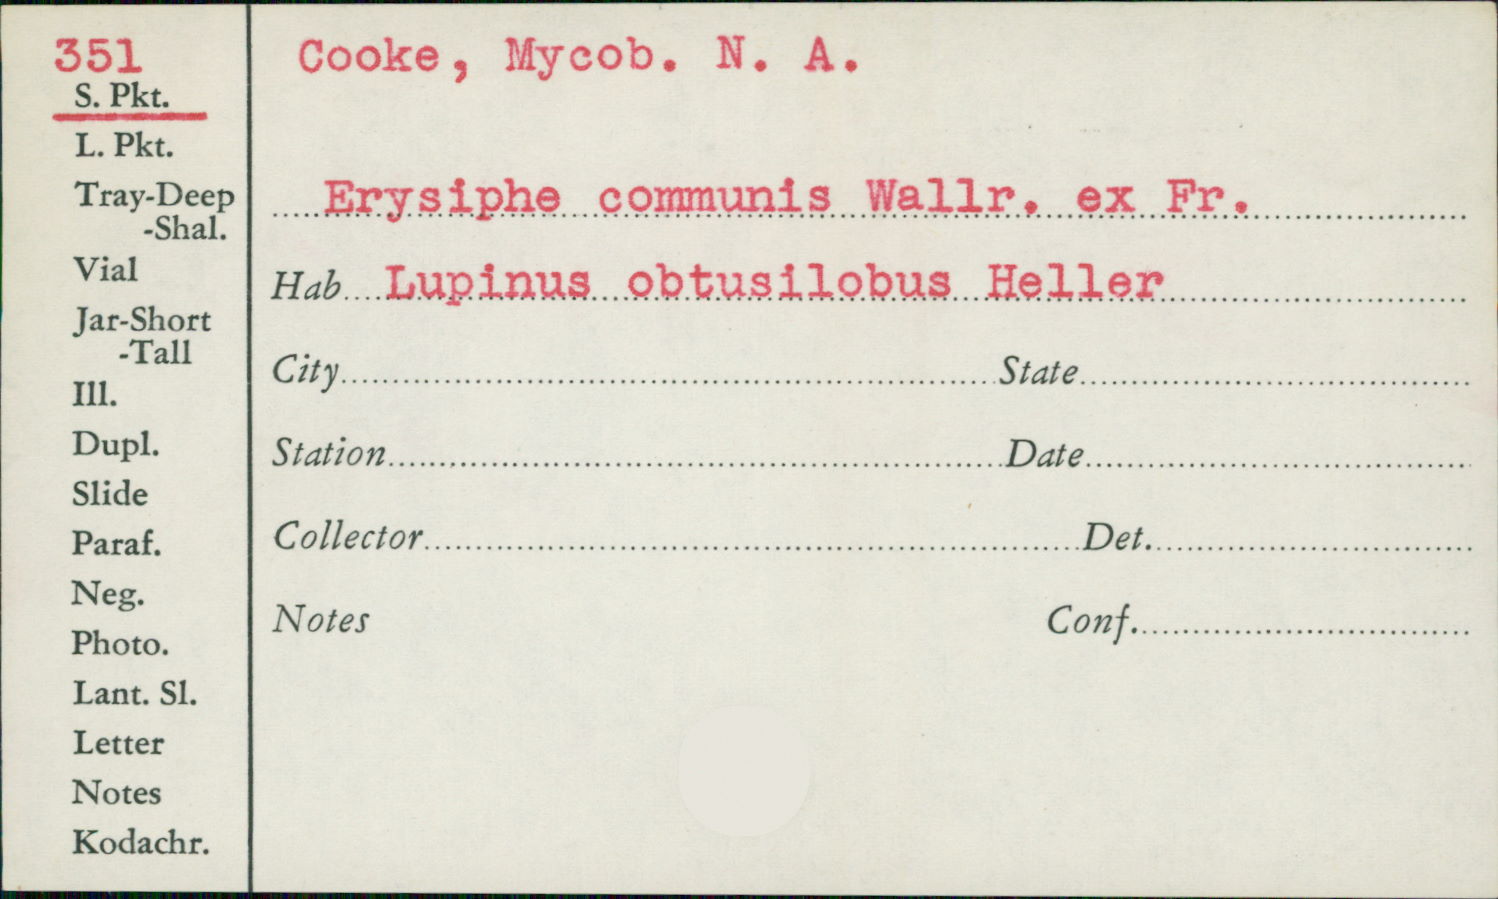 351
S. Pkt.
L. Pkt.
Tray-Deep
-Shal.
Vial
Jar-Short
-Tall
Ill.
Dupl.
Slide
Paraf.
Neg.
Photo.
Lant. Sl.
Letter
Notes
Kodachr.
Cooke, Mycob. N. A.
Erysiphe communis Wallr. ex Fr.
Hab Lupinus obtusilobus Heller
City State
Station Date
Collector Det.
Notes Conf.